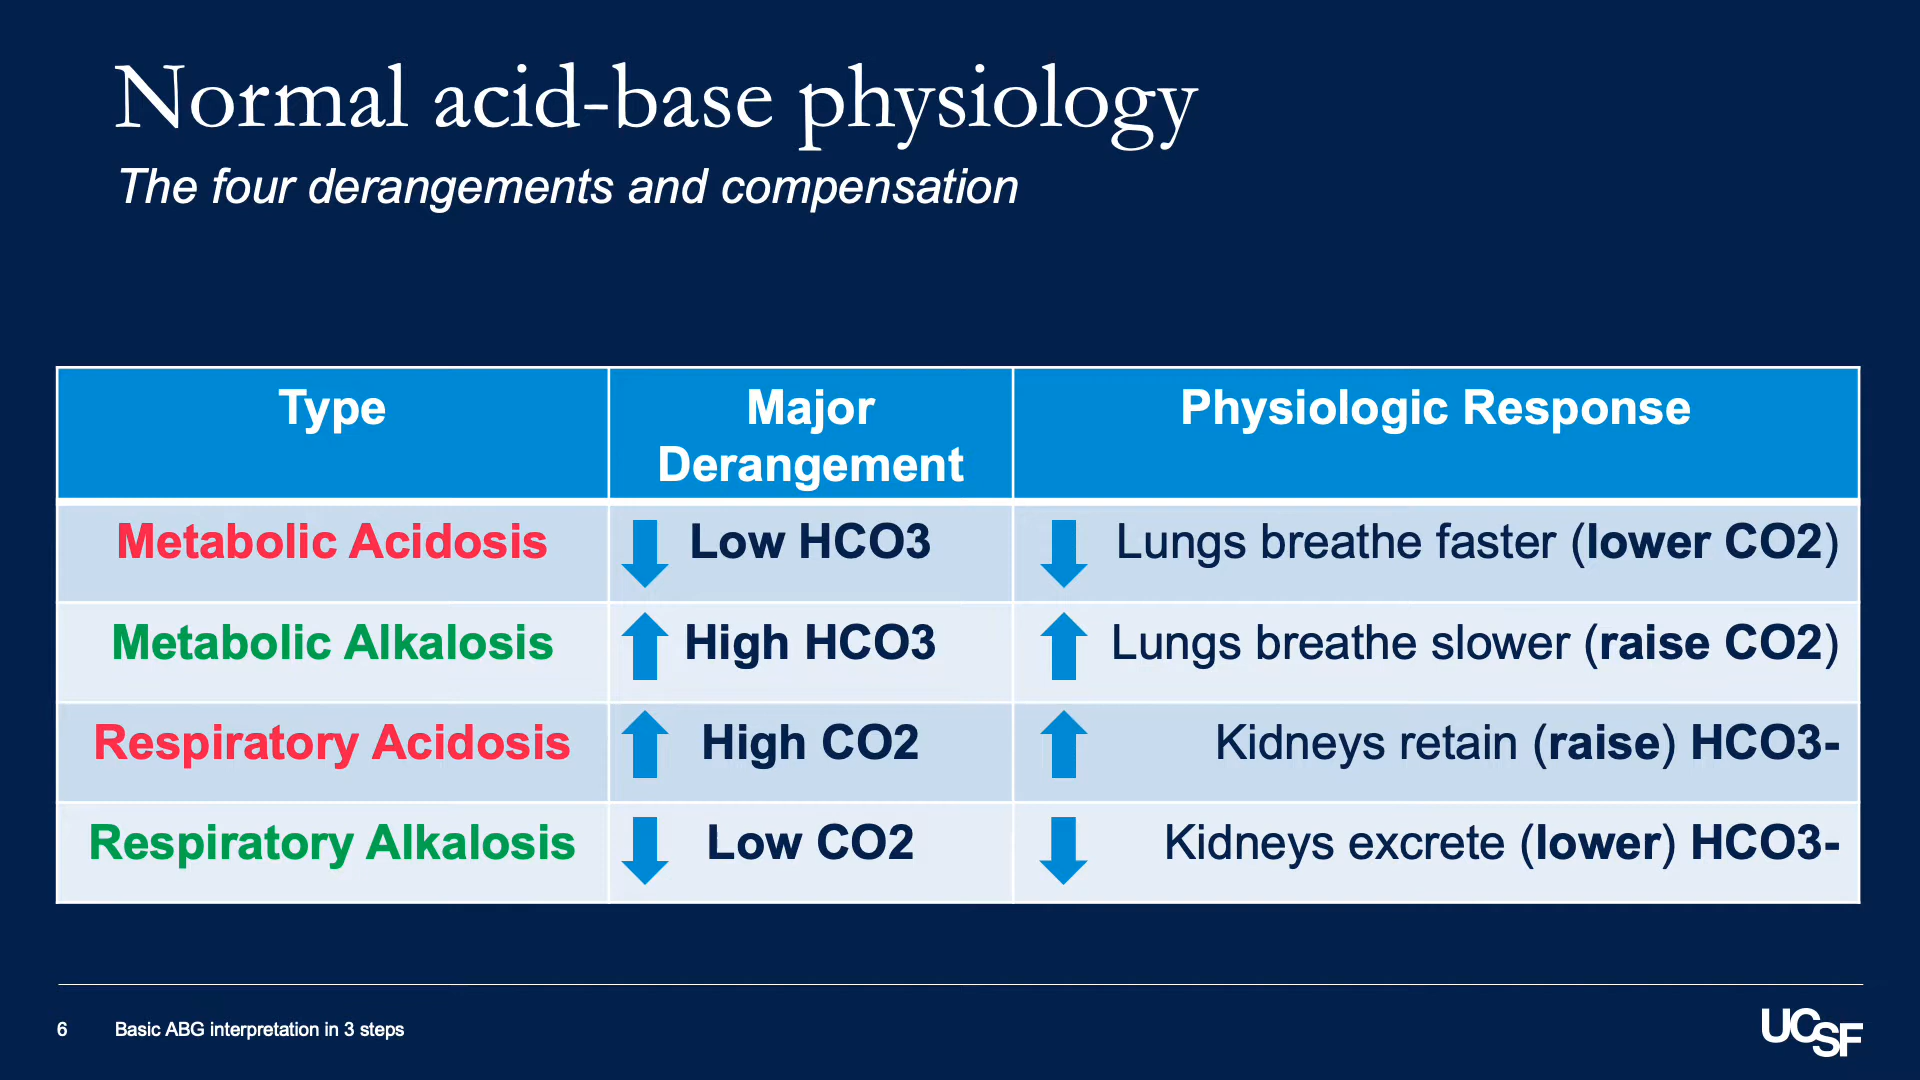 Normal acid-base physiology
The four derangements and compensation
Type
Major
Derangement
Physiologic Response
Metabolic Acidosis
Low HCO3
Lungs breathe faster (lower CO2)
Metabolic Alkalosis
High HCO3
Lungs breathe slower (raise CO2)
Respiratory Acidosis
High CO2
Kidneys retain (raise) HCO3-
Respiratory Alkalosis
Low CO2
Kidneys excrete (lower) HCO3-
6
Basic ABG interpretation in 3 steps
UCSF